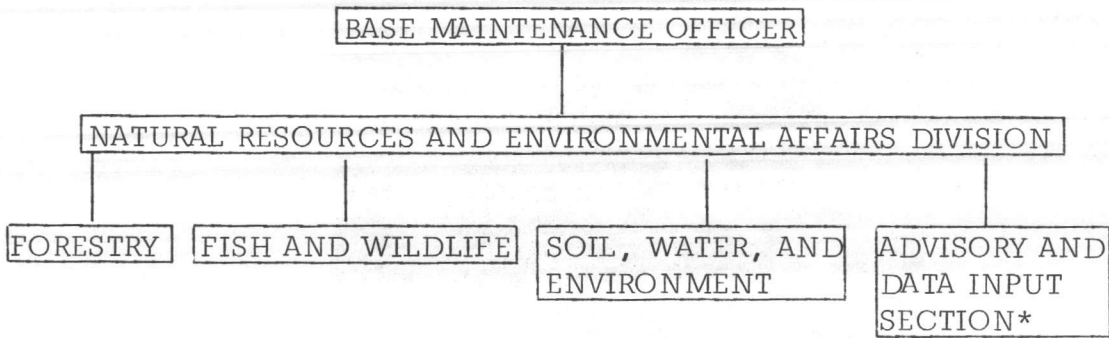 BASE MAINTENANCE OFFICER
NATURAL RESOURCES AND ENVIRONMENTAL AFFAIRS DIVISION
FORESTRY
FISH AND WILDLIFE
SOIL, WATER, AND
ENVIRONMENT
ADVISORY AND
DATA INPUT
SECTION*